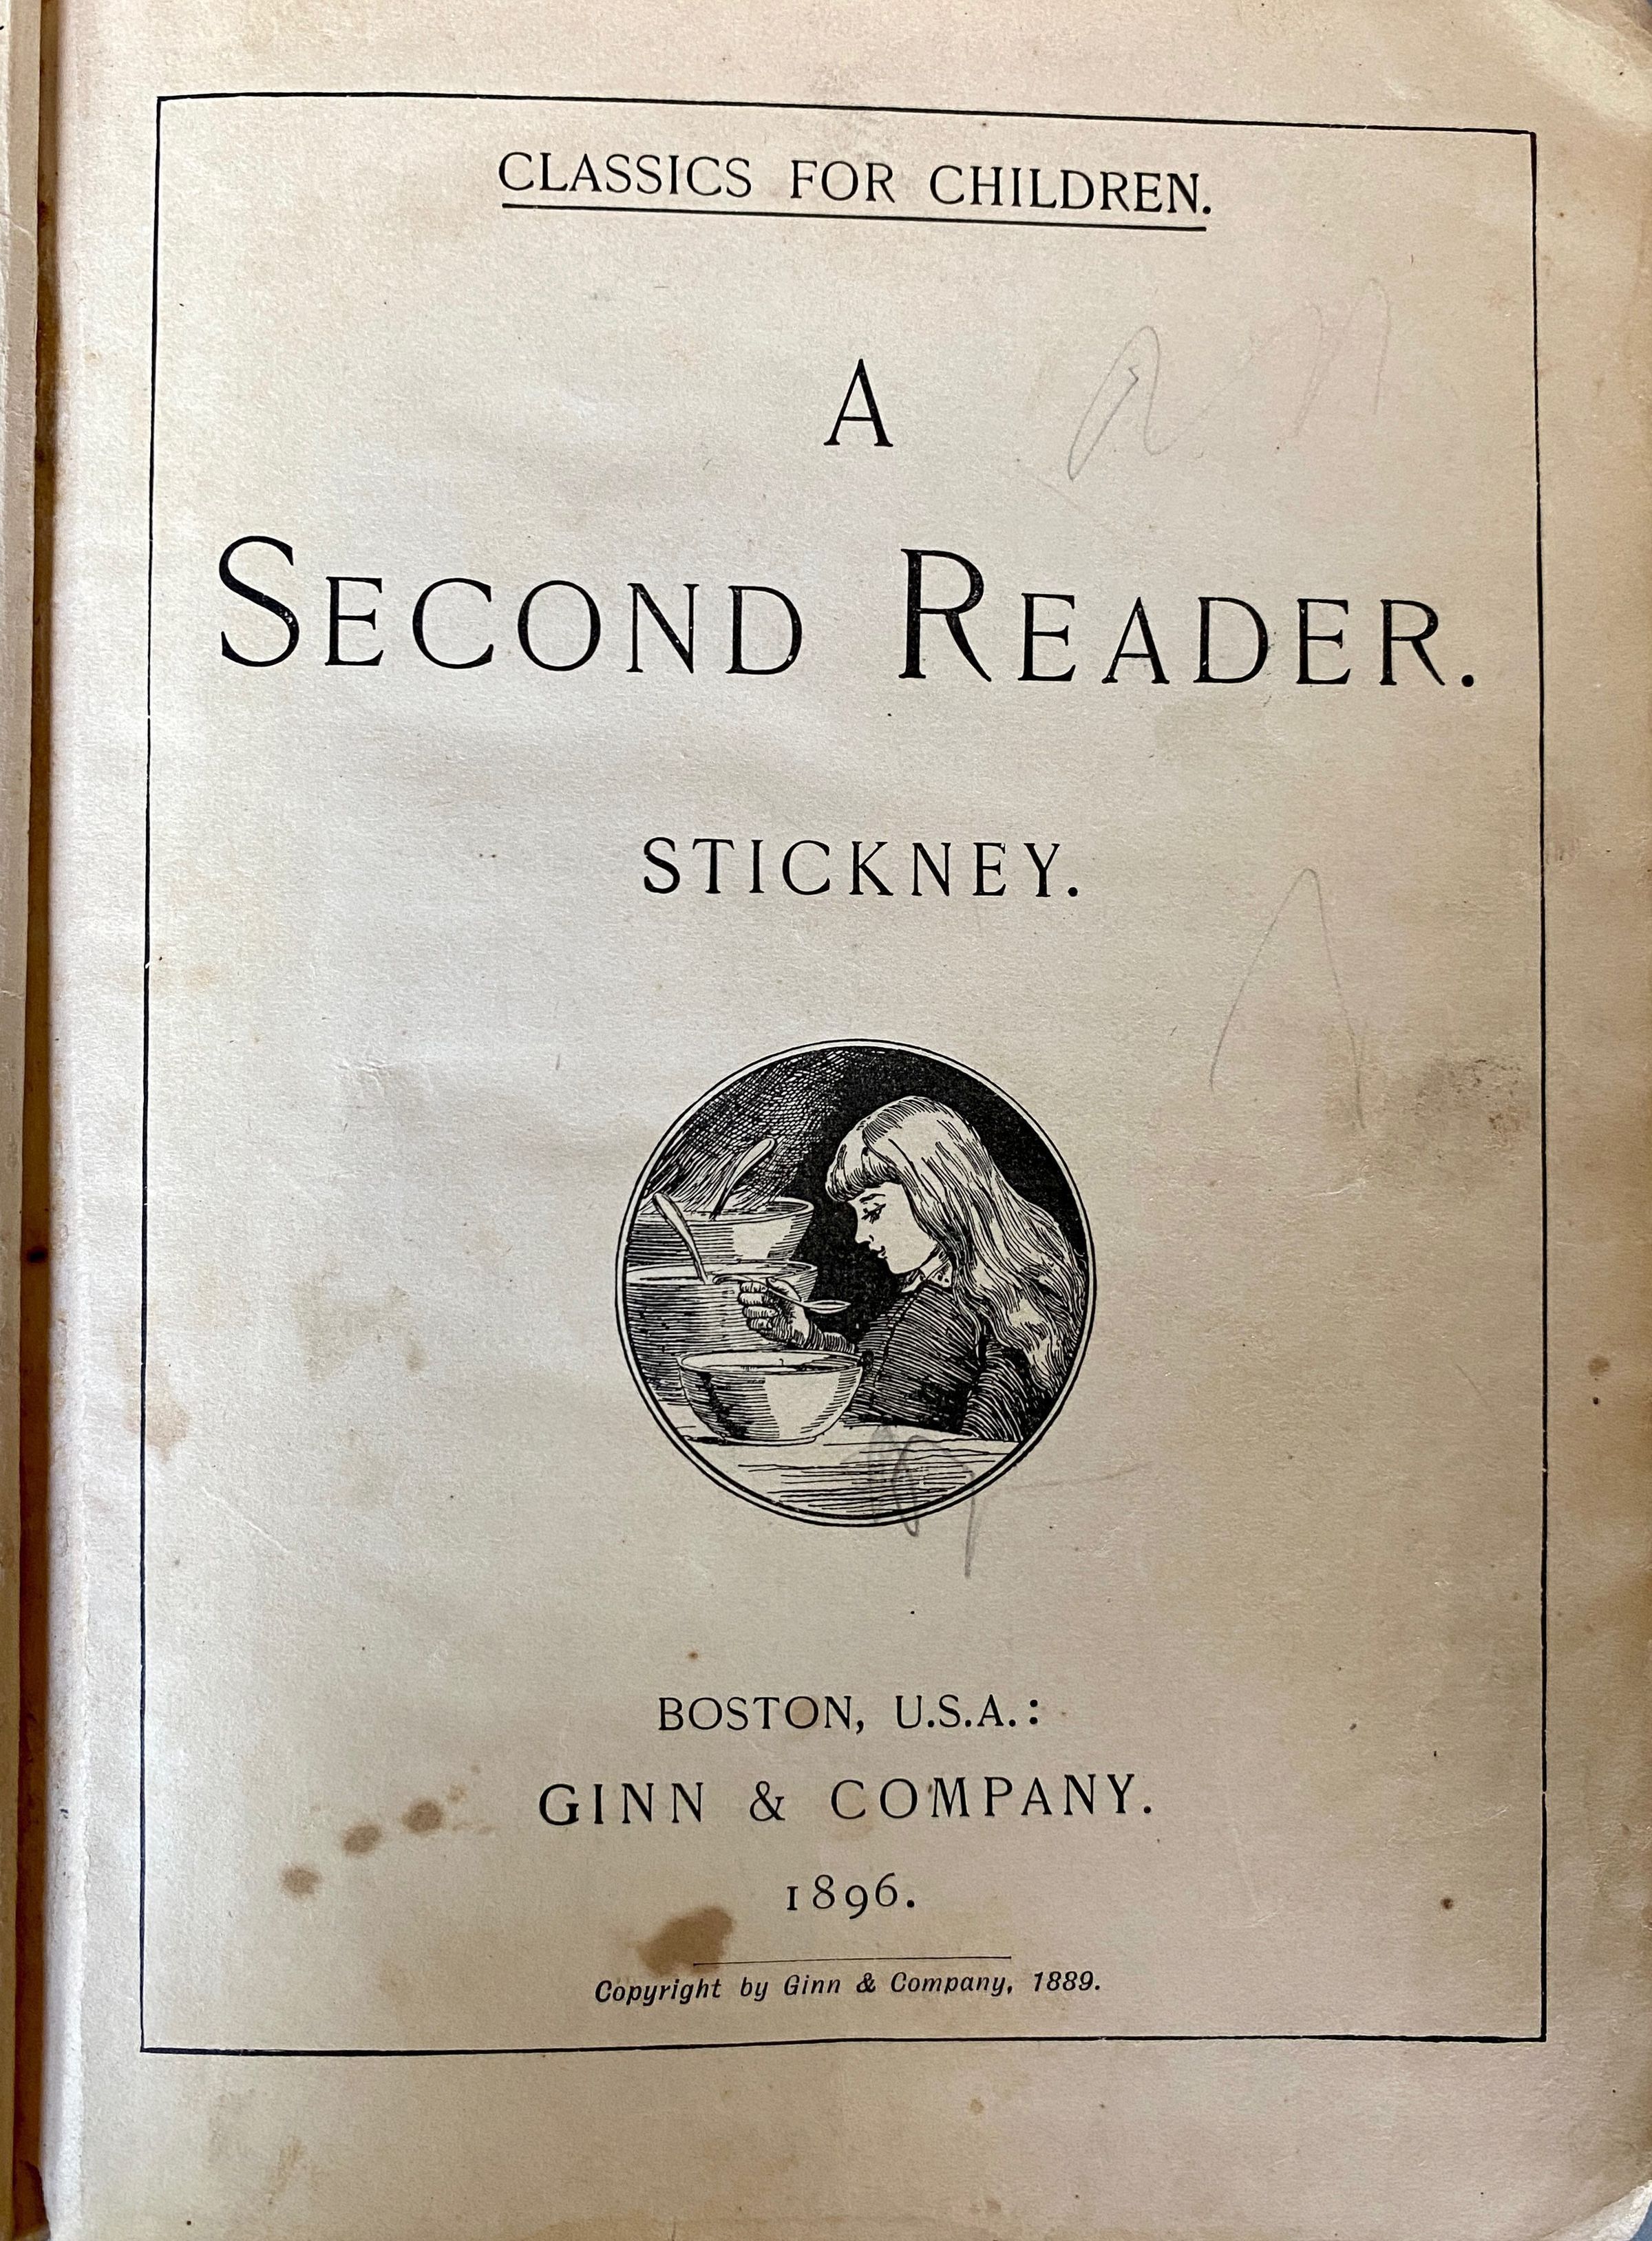 CLASSICS FOR CHILDREN.
A
SECOND READER.
STICKNEY.
BOSTON, U.S.A.:
GINN & COMPANY.
1896.
Copyright by Ginn & Company, 1889.